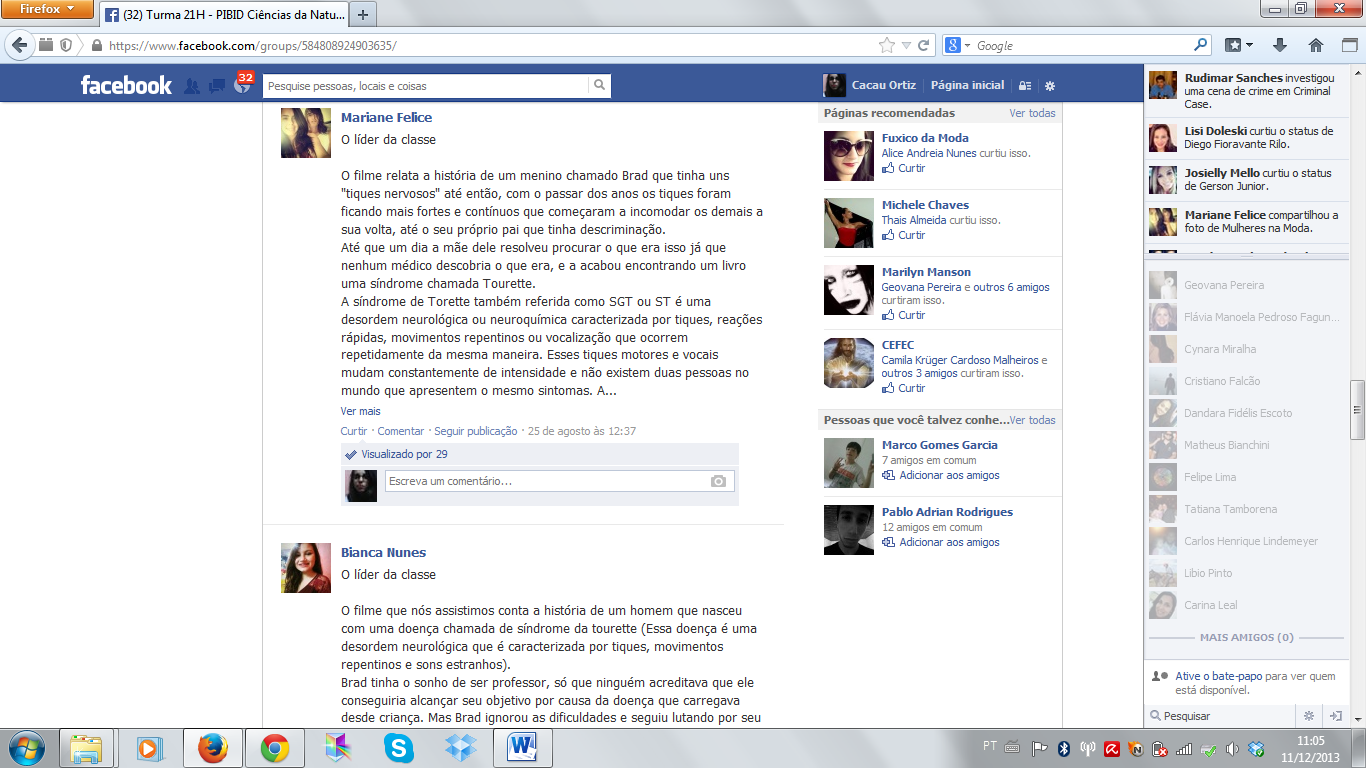 Firefox
(32) Turma 21H - PIBID Ciências da Natu...
https://www.facebook.com/groups/584808924903635/
Google
facebook
32
Pesquise pessoas, locais e coisas
Cacau Ortiz
Página inicial
Mariane Felice
O líder da classe
O filme relata a história de um menino chamado Brad que tinha uns
"tiques nervosos" até então, com o passar dos anos os tiques foram
ficando mais fortes e contínuos que começaram a incomodar os demais a
sua volta, até o seu próprio pai que tinha descriminação.
Até que um dia a mãe dele resolveu procurar o que era isso já que
nenhum médico descobria o que era, e a acabou encontrando um livro
uma síndrome chamada Tourette.
A síndrome de Torette também referida como SGT ou ST é uma
desordem neurológica ou neuroquímica caracterizada por tiques, reações
rápidas, movimentos repentinos ou vocalização que ocorrem
repetidamente da mesma maneira. Esses tiques motores e vocais
mudam constantemente de intensidade e não existem duas pessoas no
mundo que apresentem o mesmo sintomas. A...
Ver mais
Curtir · Comentar · Seguir publicação · 25 de agosto às 12:37
Visualizado por 29
Escreva um comentário...
Bianca Nunes
O líder da classe
O filme que nós assistimos conta a história de um homem que nasceu
com uma doença chamada de síndrome da tourette (Essa doença é uma
desordem neurológica que é caracterizada por tiques, movimentos
repentinos e sons estranhos).
Brad tinha o sonho de ser professor, só que ninguém acreditava que ele
conseguiria alcançar seu objetivo por causa da doença que carregava
desde criança. Mas Brad ignorou as dificuldades e seguiu lutando por seu
Páginas recomendadas
Ver todas
Fuxico da Moda
Alice Andreia Nunes curtiu isso.
Curtir
Michele Chaves
Thais Almeida curtiu isso.
Curtir
Marilyn Manson
Geovana Pereira e outros 6 amigos
curtiram isso.
Curtir
CEFEC
Camila Krüger Cardoso Malheiros e
outros 3 amigos curtiram isso.
Curtir
Pessoas que você talvez conhe...
Ver todas
Marco Gomes Garcia
7 amigos em comum
Adicionar aos amigos
Pablo Adrian Rodrigues
12 amigos em comum
Adicionar aos amigos
Rudimar Sanches investigou
uma cena de crime em Criminal
Case.
Lisi Doleski curtiu o status de
Diego Fioravante Rilo.
Josielly Mello curtiu o status
de Gerson Junior.
Mariane Felice compartilhou a
foto de Mulheres na Moda.
Geovana Pereira
Flávia Manoela Pedroso Fagun...
Cynara Miralha
Cristiano Falcão
Dandara Fidélis Escoto
Matheus Bianchini
Felipe Lima
Tatiana Tamborena
Carlos Henrique Lindemeyer
Libio Pinto
Carina Leal
MAIS AMIGOS (0)
Ative o bate-papo para ver quem
está disponível.
Pesquisar
PT
11:05
11/12/2013